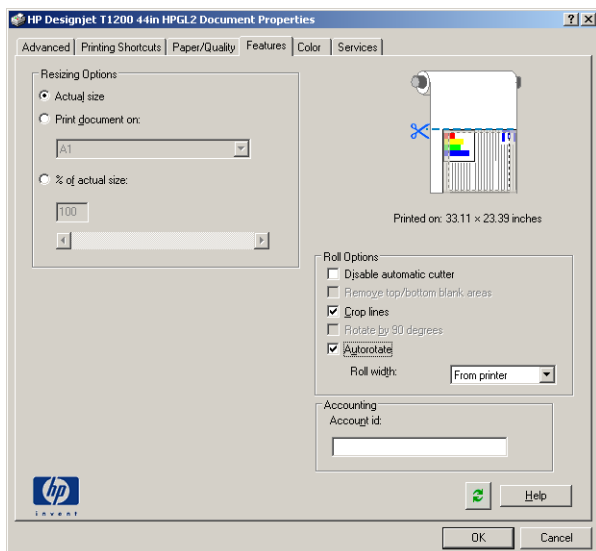 HP Designjet T1200 44in HPGL2 Document Properties
Advanced Printing Shortcuts Paper/Quality Features Color Services
Resizing Options
Actual size
Print document on:
A1
% of actual size:
100
Printed on: 33.11 × 23.39 inches
Roll Options
Disable automatic cutter
Remove top/bottom blank areas
Crop lines
Rotate by 90 degrees
Autorotate
Roll width: From printer
Accounting
Account id:
hp
invent
Help
OK Cancel